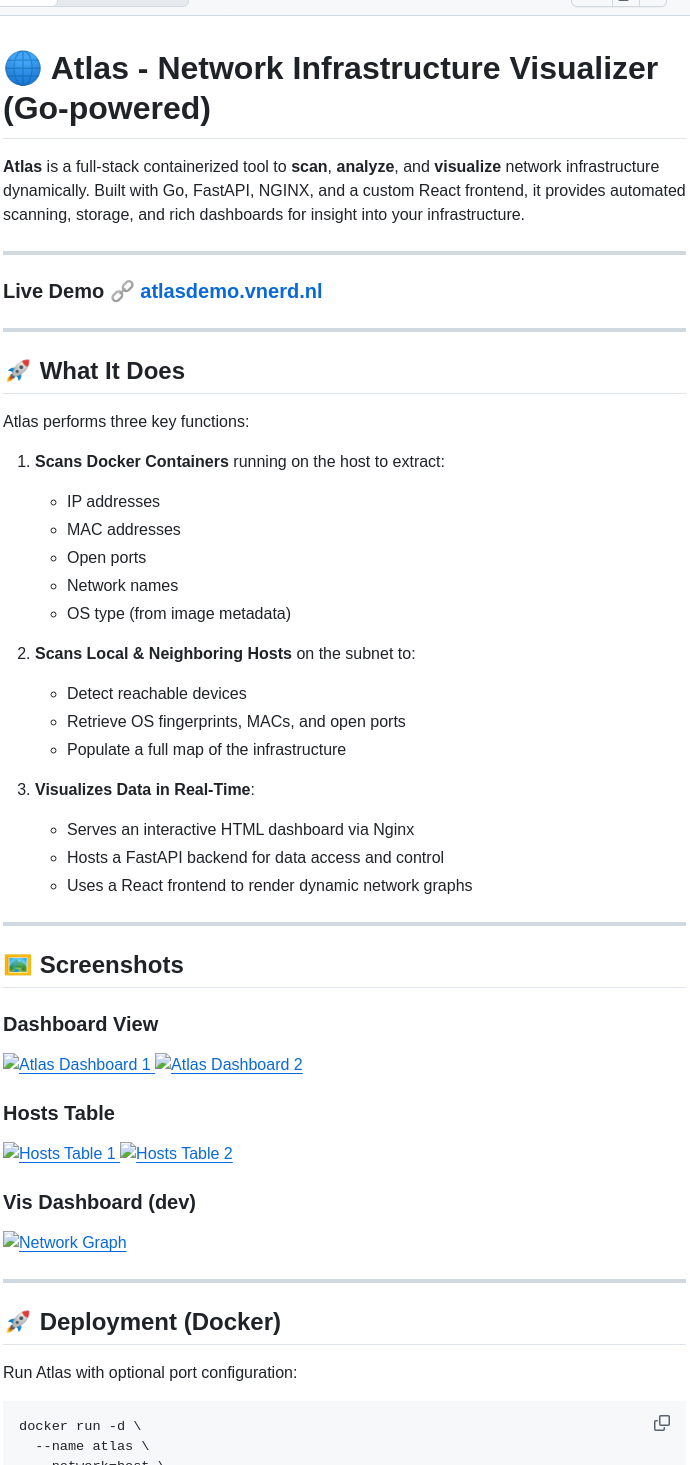 Atlas - Network Infrastructure Visualizer
(Go-powered)
Atlas is a full-stack containerized tool to scan, analyze, and visualize network infrastructure
dynamically. Built with Go, FastAPI, NGINX, and a custom React frontend, it provides automated
scanning, storage, and rich dashboards for insight into your infrastructure.
Live Demo 🔗 atlasdemo.vnerd.nl
🚀 What It Does
Atlas performs three key functions:
1. Scans Docker Containers running on the host to extract:
IP addresses
MAC addresses
Open ports
Network names
OS type (from image metadata)
2. Scans Local & Neighboring Hosts on the subnet to:
Detect reachable devices
Retrieve OS fingerprints, MACs, and open ports
Populate a full map of the infrastructure
3. Visualizes Data in Real-Time:
Serves an interactive HTML dashboard via Nginx
Hosts a FastAPI backend for data access and control
Uses a React frontend to render dynamic network graphs
🖼️ Screenshots
Dashboard View
Atlas Dashboard 1 Atlas Dashboard 2
Hosts Table
Hosts Table 1 Hosts Table 2
Vis Dashboard (dev)
Network Graph
🚀 Deployment (Docker)
Run Atlas with optional port configuration:
docker run -d \
--name atlas \
--network=host \